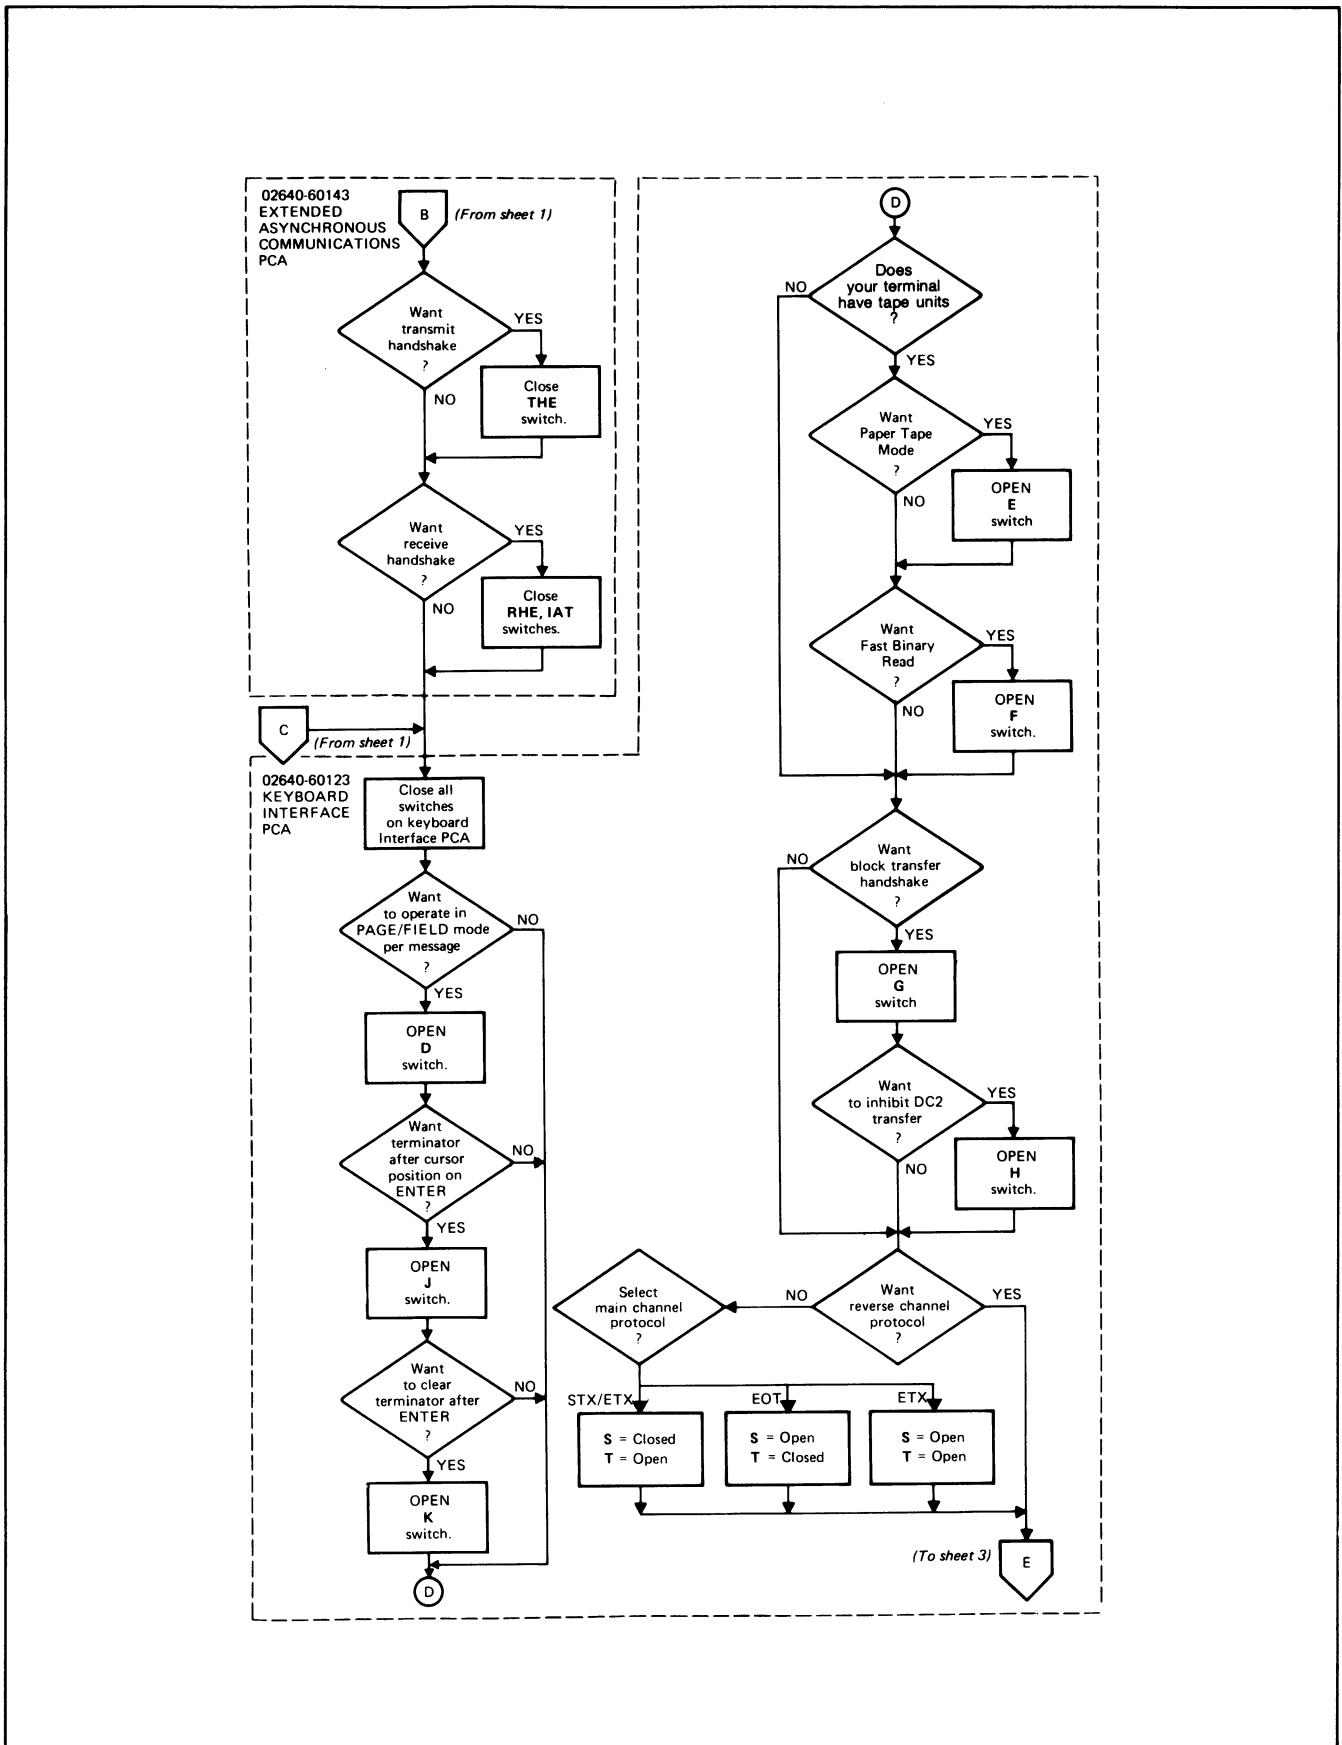 02640-60143
EXTENDED
ASYNCHRONOUS
COMMUNICATIONS
PCA
B
(From sheet 1)
Want
transmit
handshake
?
YES
NO
Close
THE
switch.
Want
receive
handshake
?
YES
NO
Close
RHE, IAT
switches.
C
(From sheet 1)
02640-60123
KEYBOARD
INTERFACE
PCA
Close all
switches
on keyboard
Interface PCA
Want
to operate in
PAGE/FIELD mode
per message
?
NO
YES
OPEN
D
switch.
Want
terminator
after cursor
position on
ENTER
?
NO
YES
OPEN
J
switch.
Want
to clear
terminator after
ENTER
?
NO
YES
OPEN
K
switch.
D
D
Does
your terminal
have tape units
?
NO
YES
Want
Paper Tape
Mode
?
YES
NO
OPEN
E
switch
Want
Fast Binary
Read
?
YES
NO
OPEN
F
switch.
Want
block transfer
handshake
?
NO
YES
OPEN
G
switch
Want
to inhibit DC2
transfer
?
YES
NO
OPEN
H
switch.
Want
reverse channel
protocol
?
NO
YES
Select
main channel
protocol
?
STX/ETX
EOT
ETX
S = Closed
T = Open
S = Open
T = Closed
S = Open
T = Open
(To sheet 3)
E